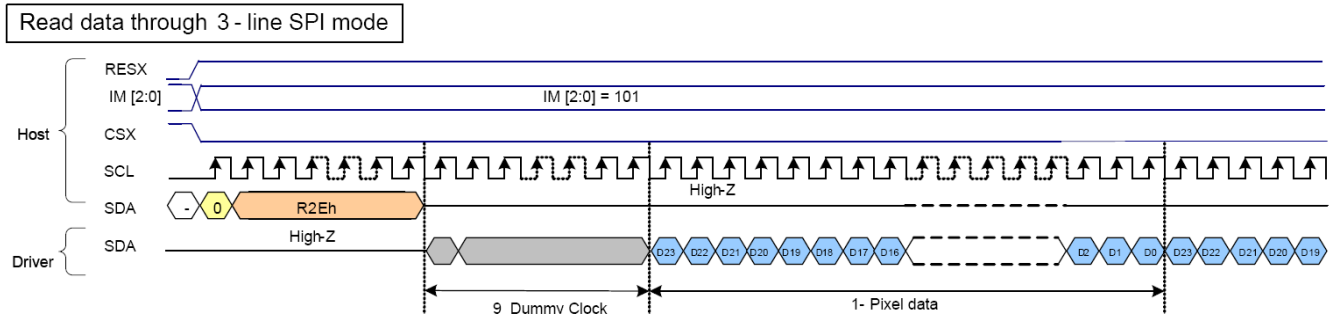 Read data through 3 - line SPI mode
RESX
IM [2:0]
IM [2:0] = 101
Host
CSX
SCL
High-Z
SDA
-
0
R2Eh
High-Z
SDA
Driver
D23 D22 D21 D20 D19 D18 D17 D16 D2 D1 D0 D23 D22 D21 D20 D19
9 Dummy Clock
1- Pixel data